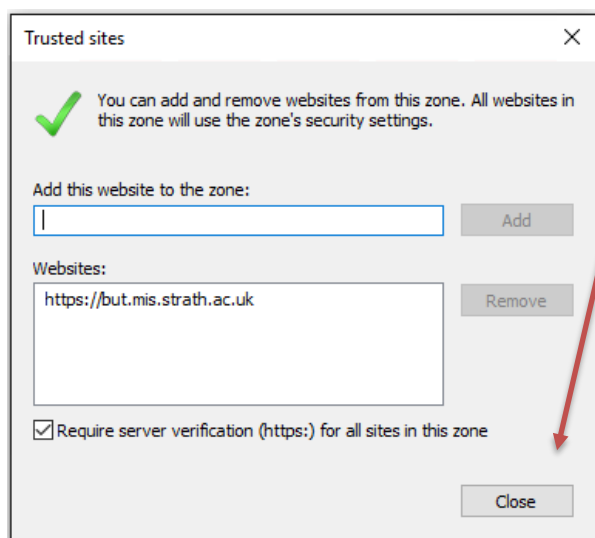 Trusted sites
You can add and remove websites from this zone. All websites in
this zone will use the zone's security settings.
Add this website to the zone:
Add
Websites:
https://but.mis.strath.ac.uk
Remove
Require server verification (https:) for all sites in this zone
Close